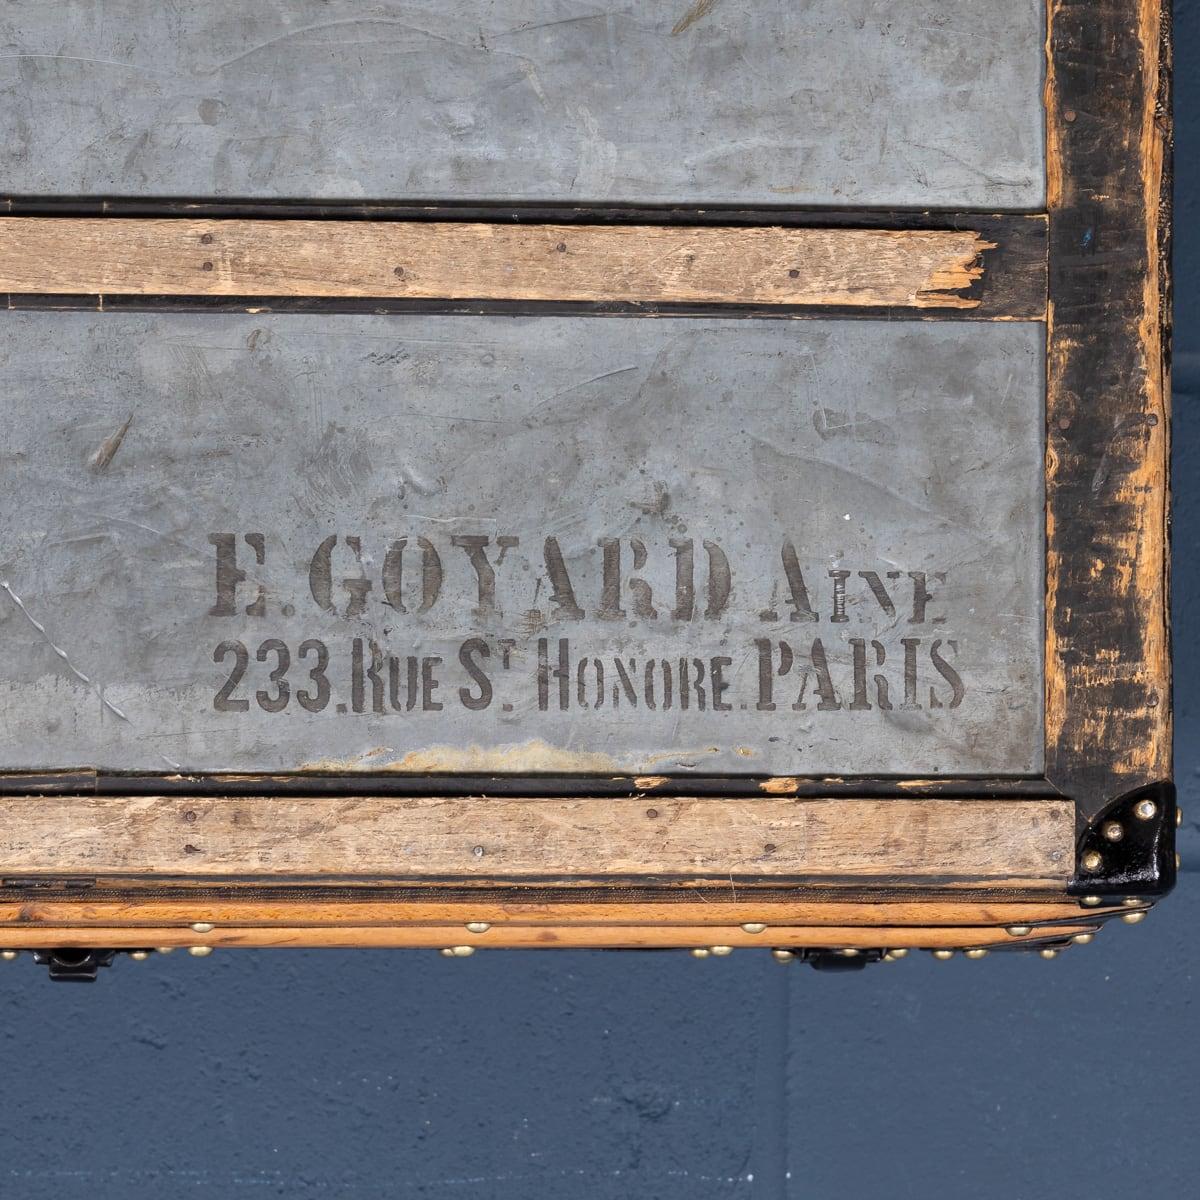 E. GOYARD AINE
233. RUE ST. HONORE. PARIS